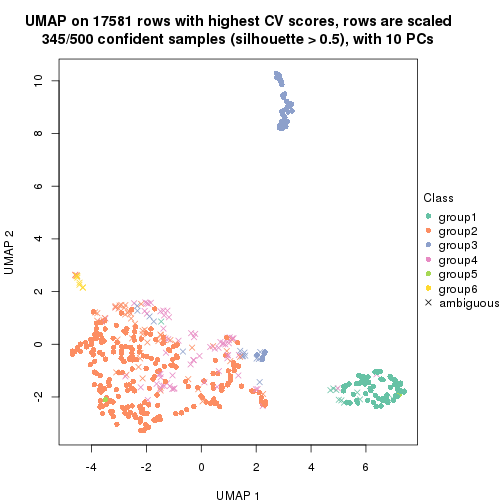 UMAP on 17581 rows with highest CV scores, rows are scaled
345/500 confident samples (silhouette > 0.5), with 10 PCs
10
8
6
4
2
0
-2
UMAP 2
-4
-2
0
2
4
6
UMAP 1
Class
group1
group2
group3
group4
group5
group6
ambiguous